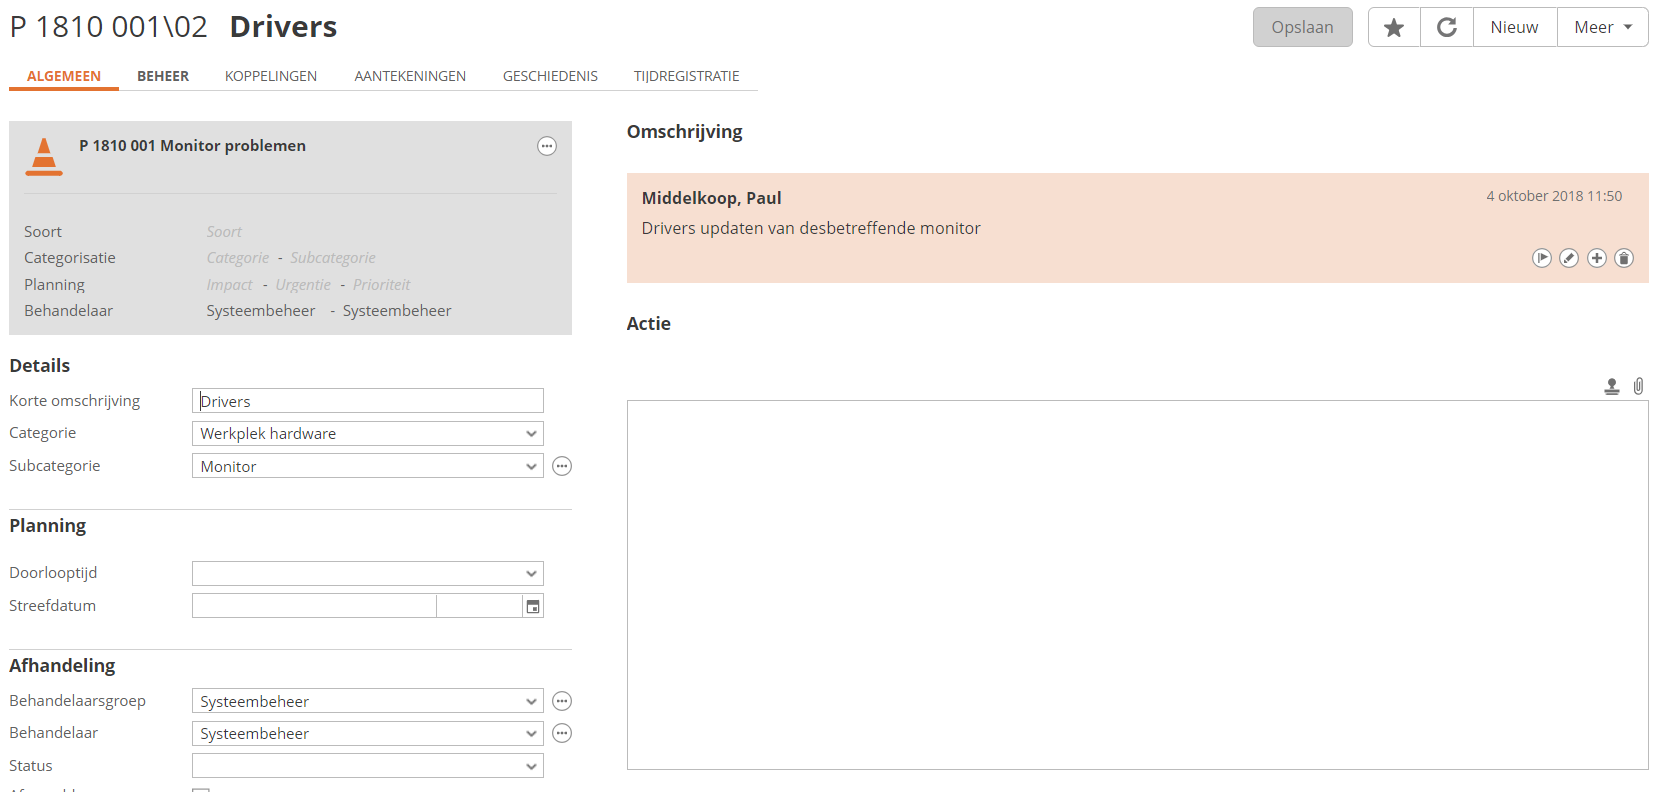 P 1810 001\02 Drivers
Opslaan Nieuw Meer
ALGEMEEN BEHEER KOPPELINGEN AANTEKENINGEN GESCHIEDENIS TIJDREGISTRATIE
P 1810 001 Monitor problemen
Soort Soort
Categorisatie Categorie - Subcategorie
Planning Impact - Urgentie - Prioriteit
Behandelaar Systeembeheer - Systeembeheer
Details
Korte omschrijving Drivers
Categorie Werkplek hardware
Subcategorie Monitor
Planning
Doorlooptijd
Streefdatum
Afhandeling
Behandelaarsgroep Systeembeheer
Behandelaar Systeembeheer
Status
Omschrijving
Middelkoop, Paul 4 oktober 2018 11:50
Drivers updaten van desbetreffende monitor
Actie